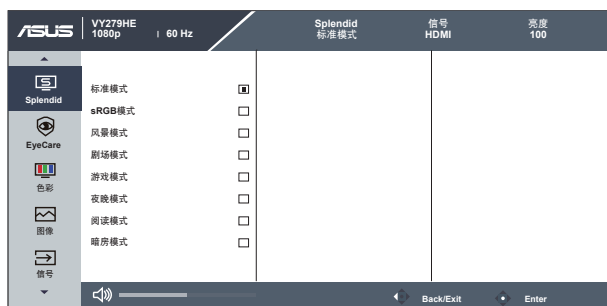 ASUS
VY279HE
1080p | 60 Hz
Splendid
标准模式
信号
HDMI
亮度
100
Splendid
EyeCare
色彩
图像
信号
标准模式
sRGB模式
风景模式
剧场模式
游戏模式
夜晚模式
阅读模式
暗房模式
Back/Exit
Enter